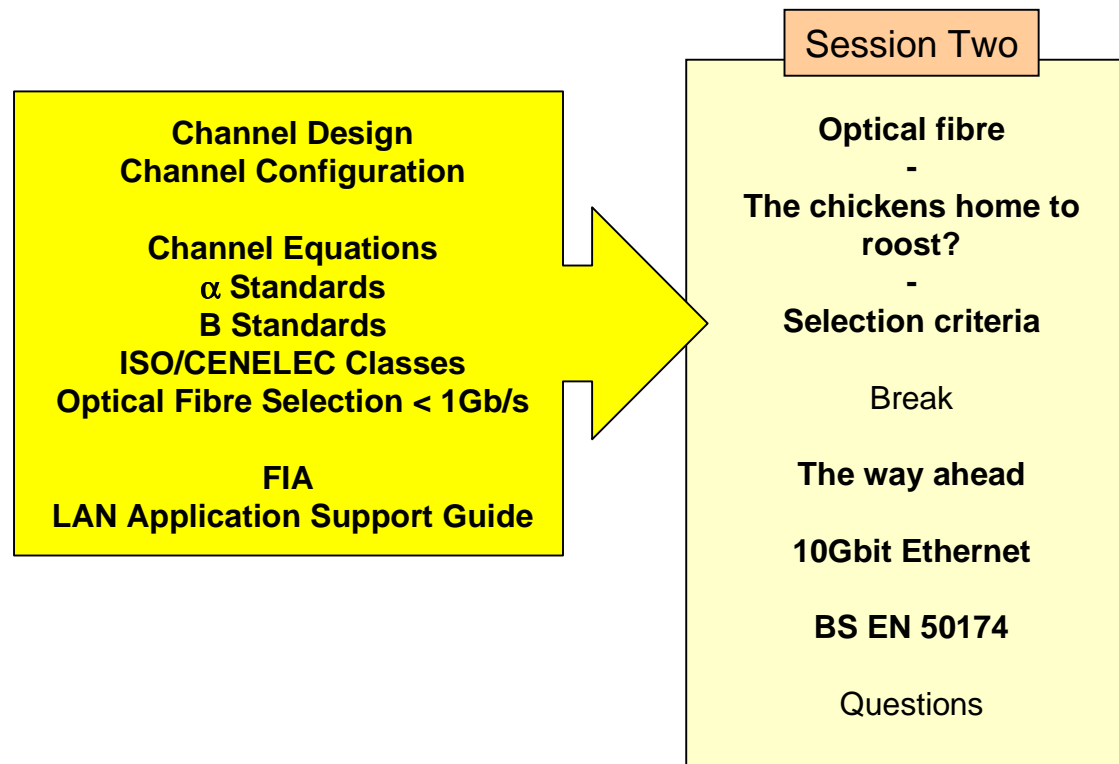 Channel Design
Channel Configuration
Channel Equations
α Standards
B Standards
ISO/CENELEC Classes
Optical Fibre Selection < 1Gb/s
FIA
LAN Application Support Guide
Session Two
Optical fibre
-
The chickens home to
roost?
-
Selection criteria
Break
The way ahead
10Gbit Ethernet
BS EN 50174
Questions